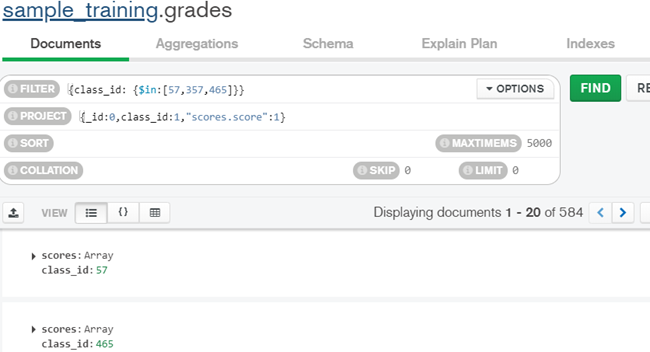 sample_training.grades
Documents Aggregations Schema Explain Plan Indexes
FILTER {class_id: {$in:[57,357,465]}} OPTIONS FIND RE
PROJECT {_id:0,class_id:1,"scores.score":1}
SORT MAXTIMEMS 5000
COLLATION SKIP 0 LIMIT 0
VIEW {} Displaying documents 1 - 20 of 584 < >
scores: Array
class_id: 57
scores: Array
class_id: 465